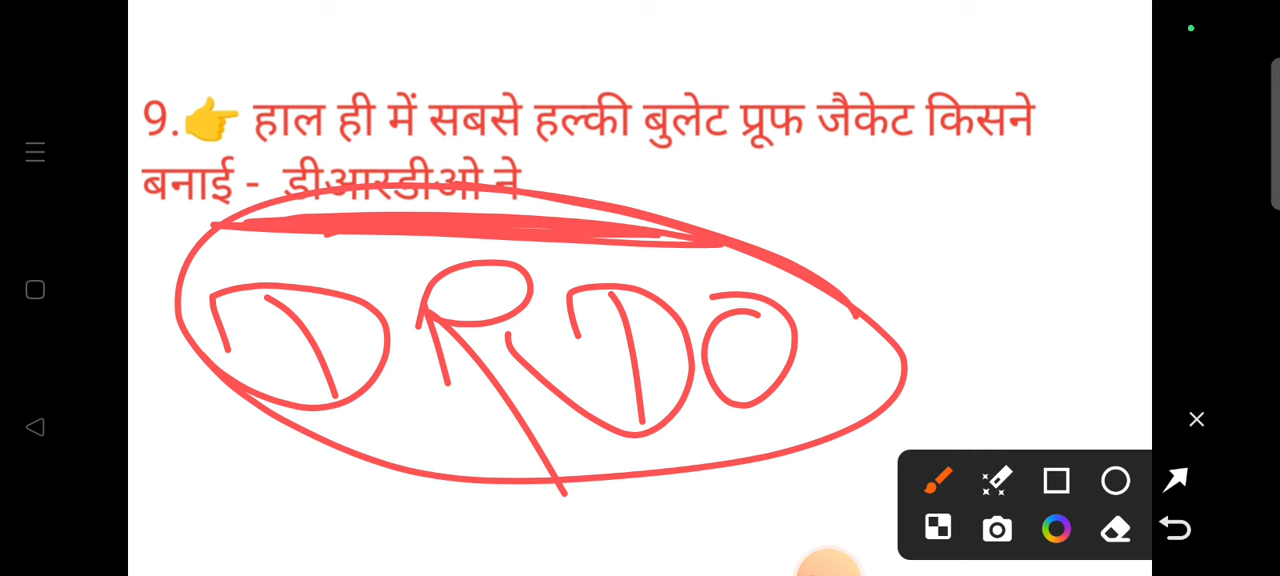 9.👉 हाल ही में सबसे हल्की बुलेट प्रूफ जैकेट किसने
बनाई - डीआरडीओ ने
DRDO